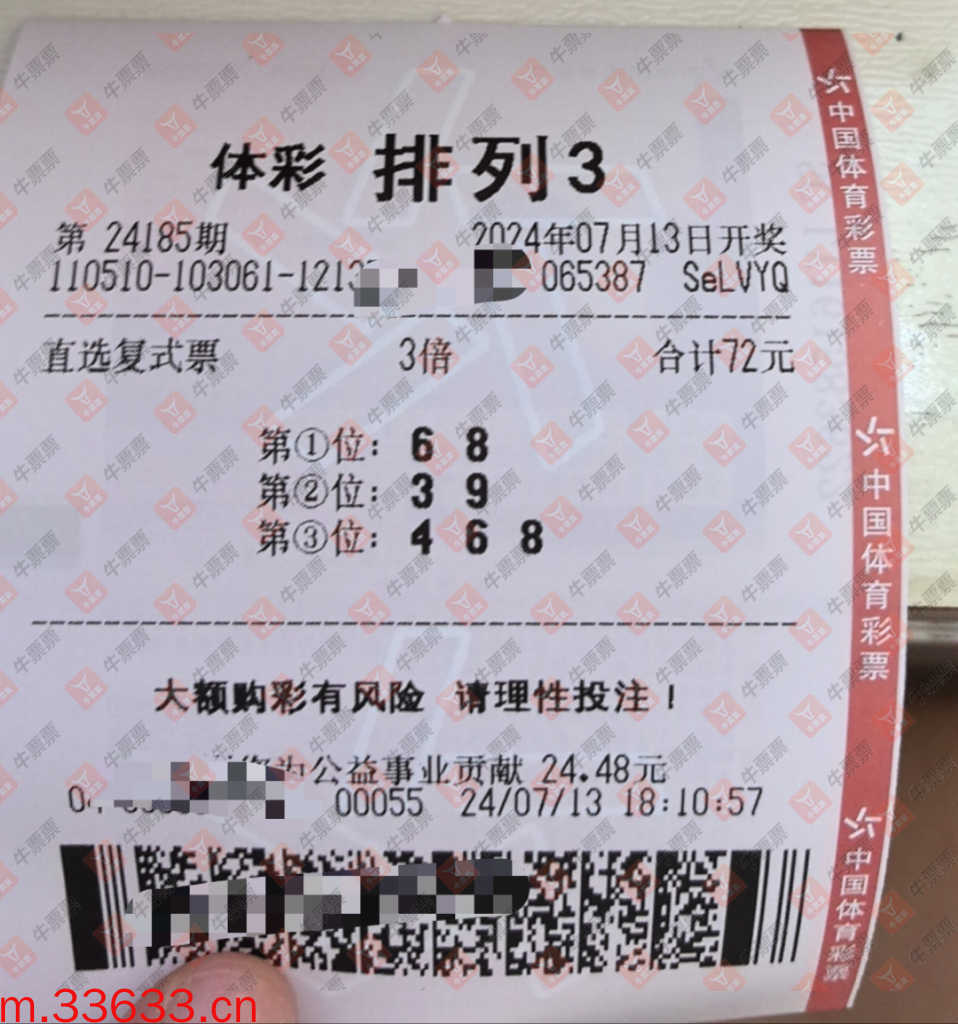 体彩 排列3
第 24185期 2024年07月13日开奖
110510-103061-1213 065387 SeLVYQ
直选复式票 3倍 合计72元
第①位: 6 8
第②位: 3 9
第③位: 4 6 8
大额购彩有风险 请理性投注!
为公益事业贡献 24.48元
00055 24/07/13 18:10:57
中国体育彩票
中国体育彩票
中国体育彩票
牛票票
m.33633.cn